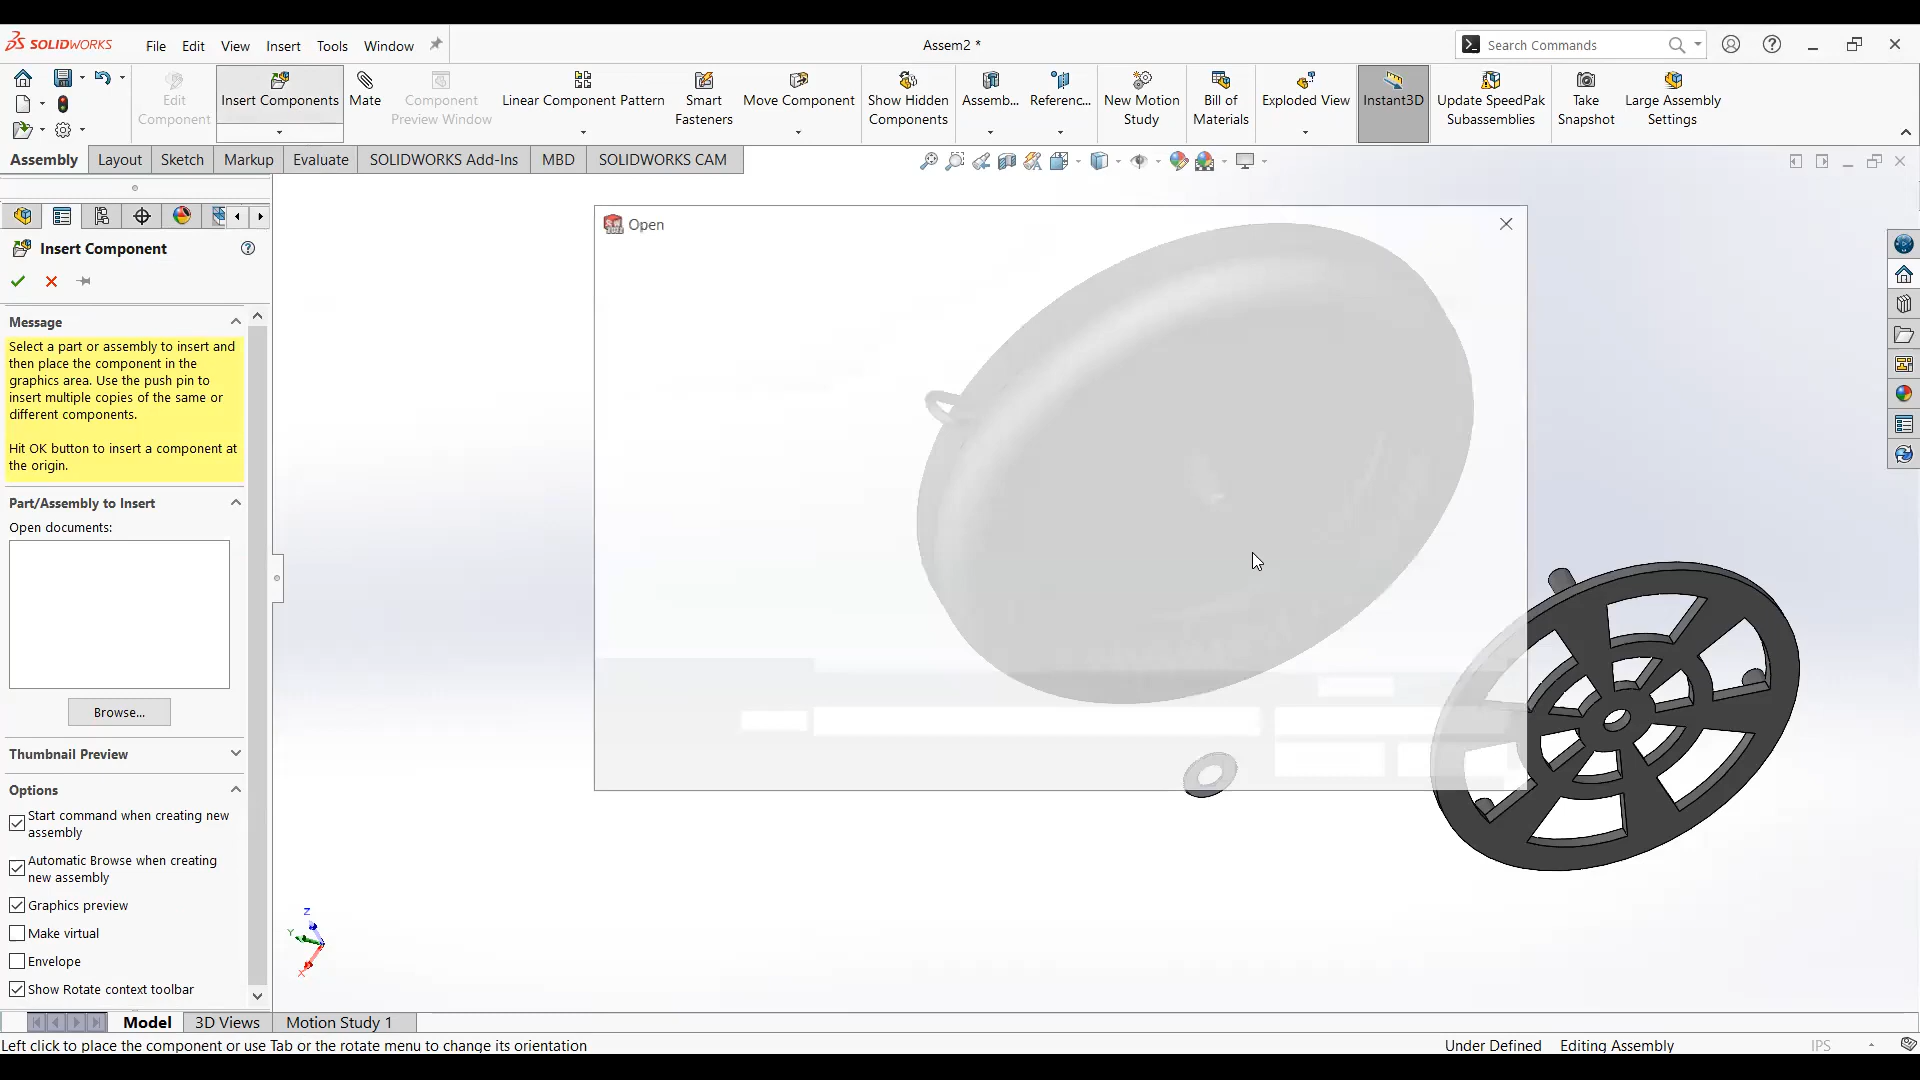 SOLIDWORKS
File Edit View Insert Tools Window
Assem2 *
Search Commands
Edit Component
Insert Components
Mate
Component Preview Window
Linear Component Pattern
Smart Fasteners
Move Component
Show Hidden Components
Assemb...
Referenc...
New Motion Study
Bill of Materials
Exploded View
Instant3D
Update SpeedPak Subassemblies
Take Snapshot
Large Assembly Settings
Assembly Layout Sketch Markup Evaluate SOLIDWORKS Add-Ins MBD SOLIDWORKS CAM
Insert Component
Open
Message
Select a part or assembly to insert and
then place the component in the
graphics area. Use the push pin to
insert multiple copies of the same or
different components.
Hit OK button to insert a component at
the origin.
Part/Assembly to Insert
Open documents:
Browse...
Thumbnail Preview
Options
Start command when creating new
assembly
Automatic Browse when creating
new assembly
Graphics preview
Make virtual
Envelope
Show Rotate context toolbar
Z
Y
X
Model 3D Views Motion Study 1
Left click to place the component or use Tab or the rotate menu to change its orientation
Under Defined Editing Assembly IPS